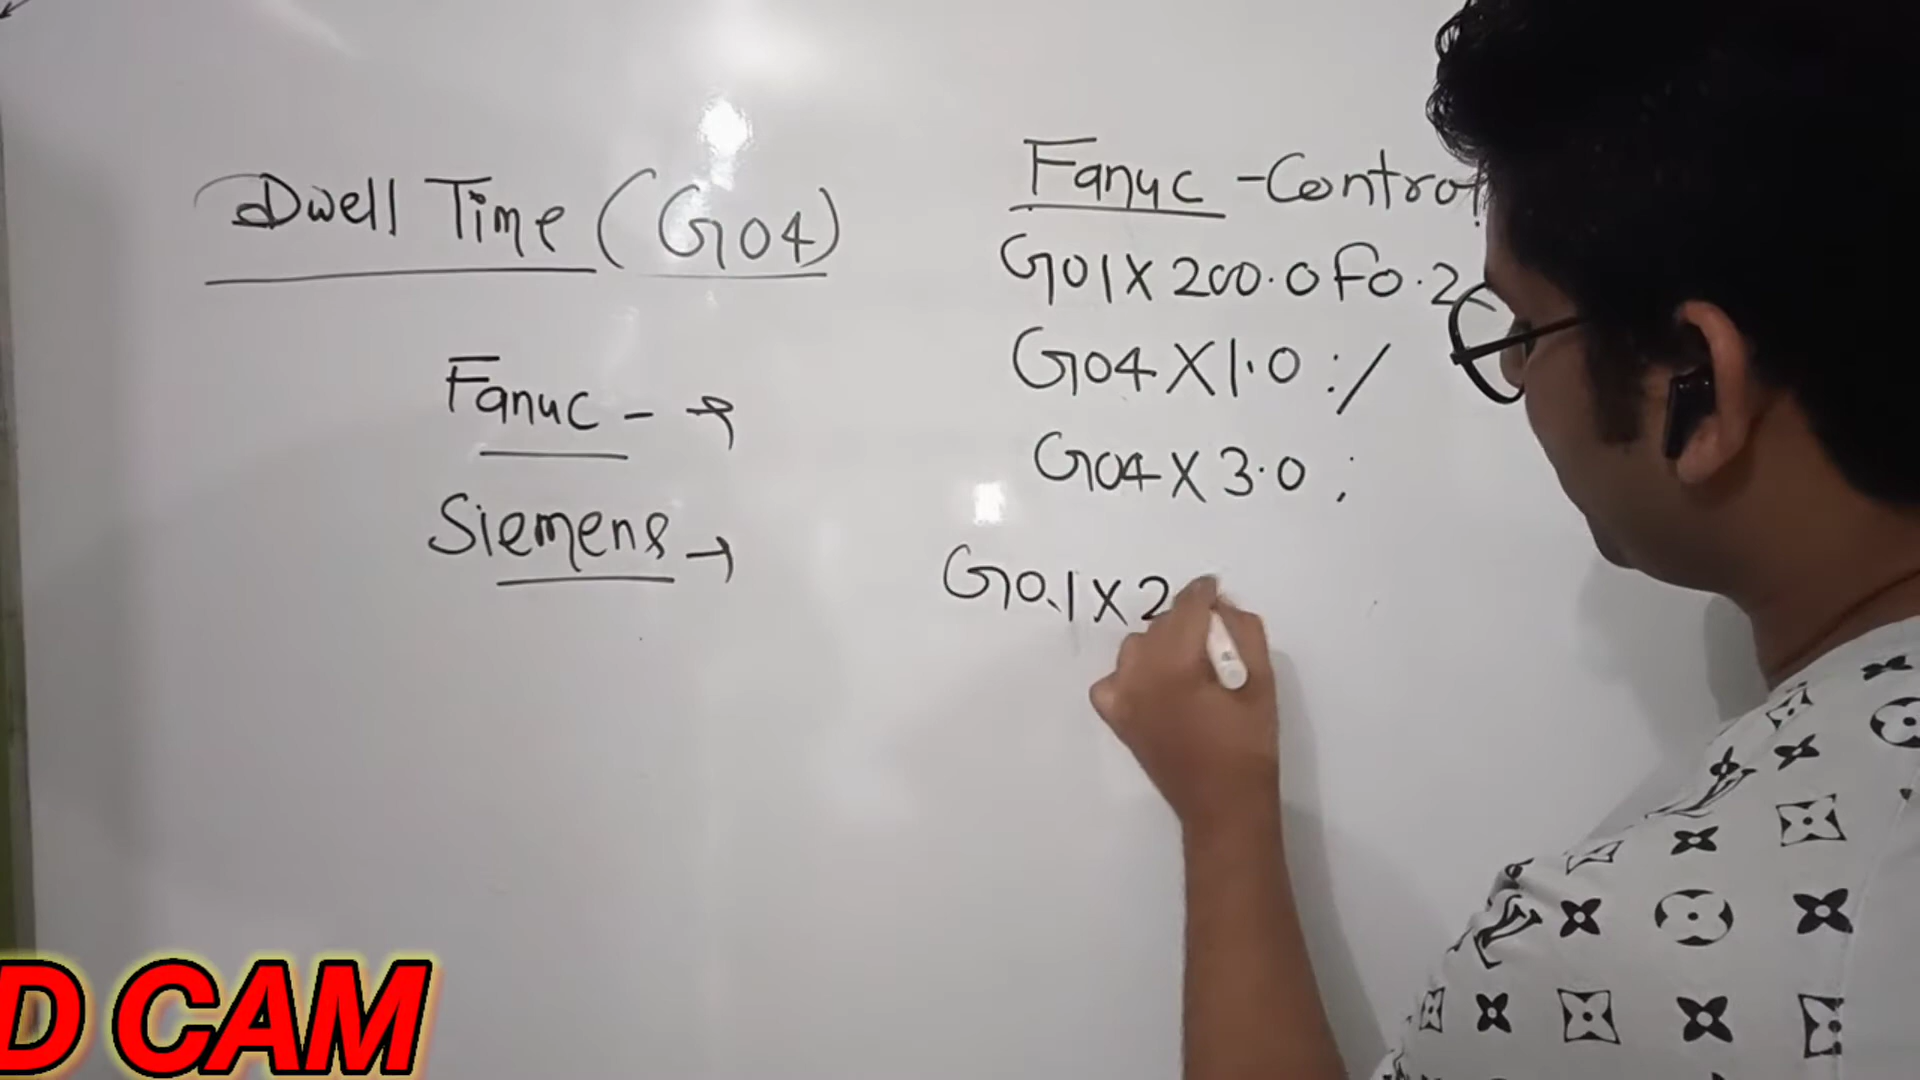 Dwell Time (G04)
Fanuc - →
Siemens →
Fanuc - Control
G01 X 200.0 F0.2
G04 X 1.0 : /
G04 X 3.0 ;
G0.1 X 2
D CAM